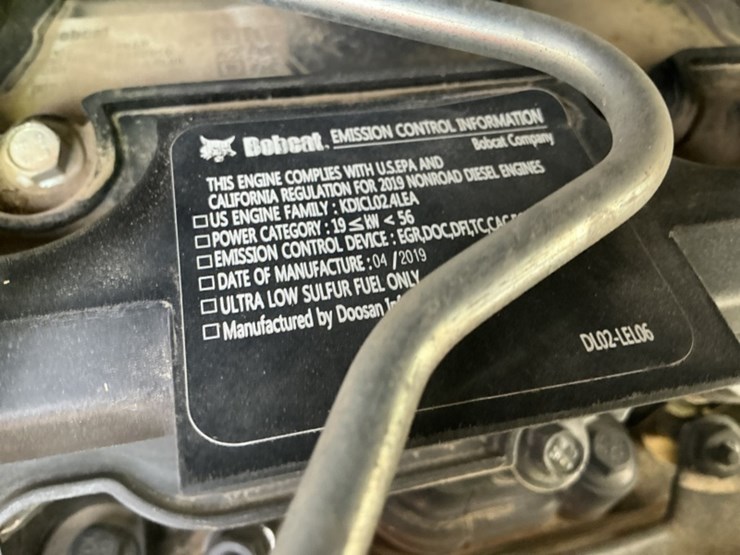 Bobcat. EMISSION CONTROL INFORMATION
Bobcat Company
THIS ENGINE COMPLIES WITH U.S.EPA AND
CALIFORNIA REGULATION FOR 2019 NONROAD DIESEL ENGINES
□ US ENGINE FAMILY : KDICL02.4LEA
□ POWER CATEGORY : 19 ≤ kW < 56
□ EMISSION CONTROL DEVICE : EGR,DOC,DFI,TC,CAC
□ DATE OF MANUFACTURE : 04 / 2019
□ ULTRA LOW SULFUR FUEL ONLY
□ Manufactured by Doosan
DL02-LEL06